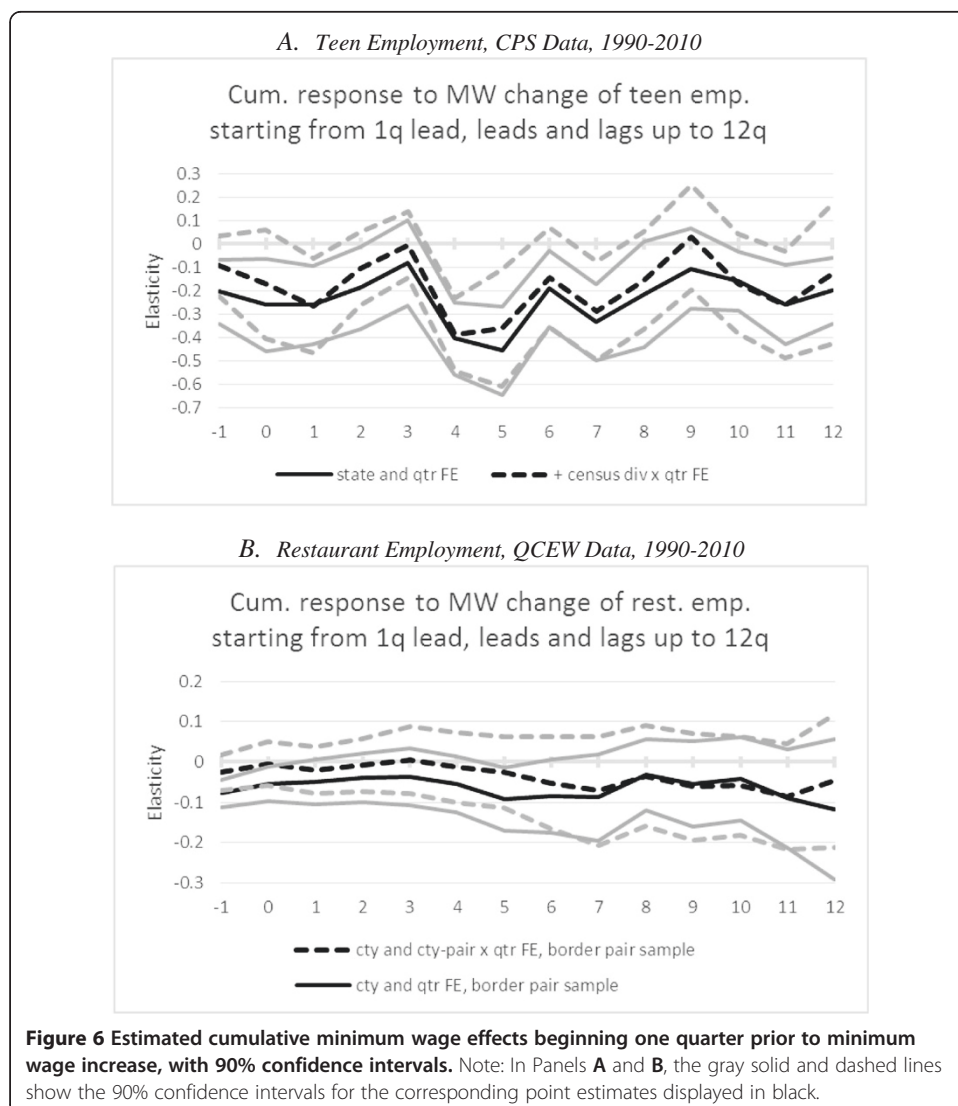 A. Teen Employment, CPS Data, 1990-2010
Cum. response to MW change of teen emp.
starting from 1q lead, leads and lags up to 12q
0.3
0.2
0.1
0
-0.1
-0.2
-0.3
-0.4
-0.5
-0.6
-0.7
Elasticity
-1 0 1 2 3 4 5 6 7 8 9 10 11 12
state and qtr FE + census div x qtr FE
B. Restaurant Employment, QCEW Data, 1990-2010
Cum. response to MW change of rest. emp.
starting from 1q lead, leads and lags up to 12q
0.2
0.1
0
-0.1
-0.2
-0.3
Elasticity
-1 0 1 2 3 4 5 6 7 8 9 10 11 12
cty and cty-pair x qtr FE, border pair sample
cty and qtr FE, border pair sample
Figure 6 Estimated cumulative minimum wage effects beginning one quarter prior to minimum
wage increase, with 90% confidence intervals. Note: In Panels A and B, the gray solid and dashed lines
show the 90% confidence intervals for the corresponding point estimates displayed in black.